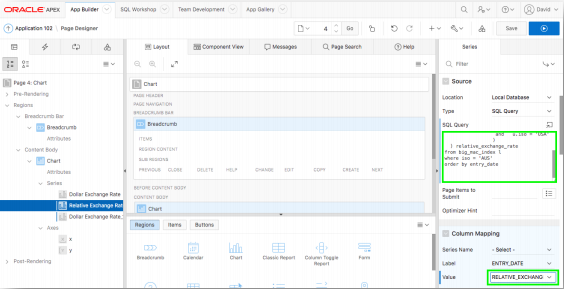 ORACLE APEX
App Builder
SQL Workshop
Team Development
App Gallery
David
Application 102 \ Page Designer
4
Go
Save
Layout
Component View
Messages
Page Search
Help
Series
Filter
Page 4: Chart
Pre-Rendering
Regions
Breadcrumb Bar
Breadcrumb
Attributes
Content Body
Chart
Attributes
Series
Dollar Exchange Rate
Relative Exchange Rat
Dollar Exchange Rate
Axes
x
y
Post-Rendering
Chart
PAGE HEADER
PAGE NAVIGATION
BREADCRUMB BAR
Breadcrumb
ITEMS
REGION CONTENT
SUB REGIONS
PREVIOUS
CLOSE
DELETE
HELP
CHANGE
EDIT
COPY
CREATE
NEXT
BEFORE CONTENT BODY
CONTENT BODY
Chart
Regions
Items
Buttons
Breadcrumb
Calendar
Chart
Classic Report
Column Toggle
Report
Form
Source
Location
Local Database
Type
SQL Query
SQL Query
) relative_exchange_rate
from big_mac_index l
where iso = 'AUS'
order by entry_date
Page Items to
Submit
Optimizer Hint
Column Mapping
Series Name
- Select -
Label
ENTRY_DATE
Value
RELATIVE_EXCHANG